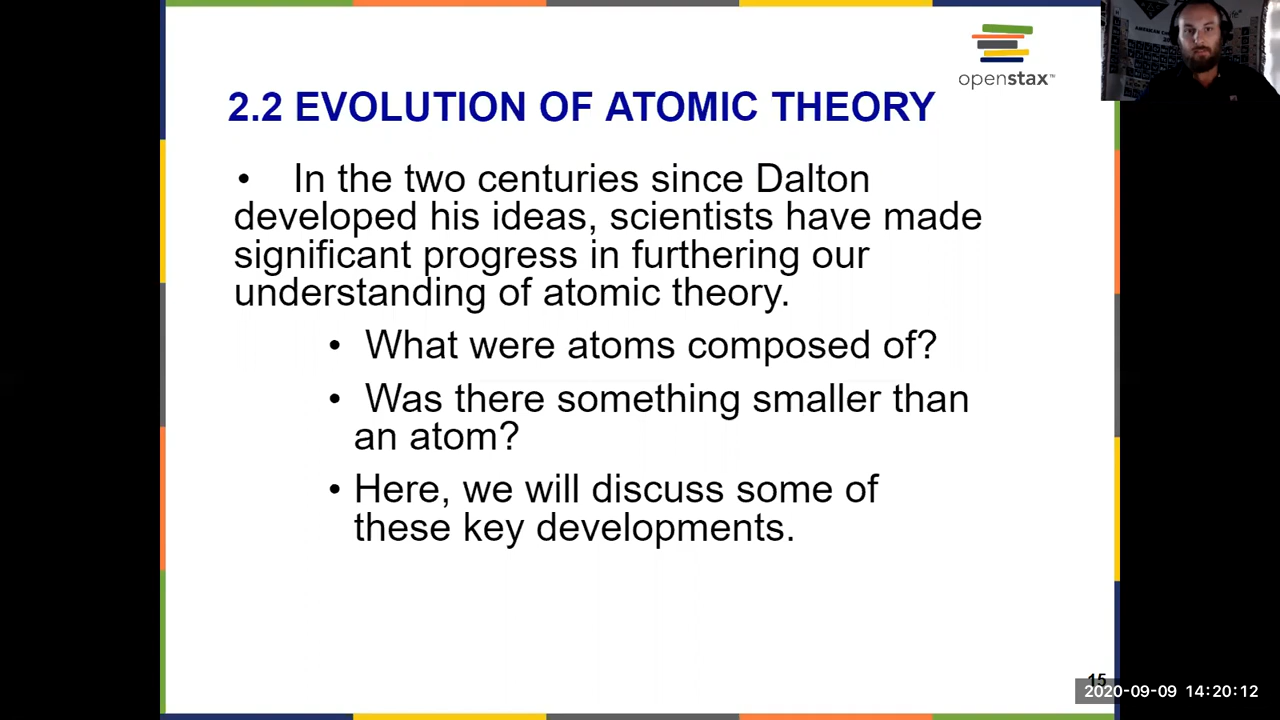 openstax™
2.2 EVOLUTION OF ATOMIC THEORY
• In the two centuries since Dalton
developed his ideas, scientists have made
significant progress in furthering our
understanding of atomic theory.
• What were atoms composed of?
• Was there something smaller than
an atom?
• Here, we will discuss some of
these key developments.
15
2020-09-09 14:20:12